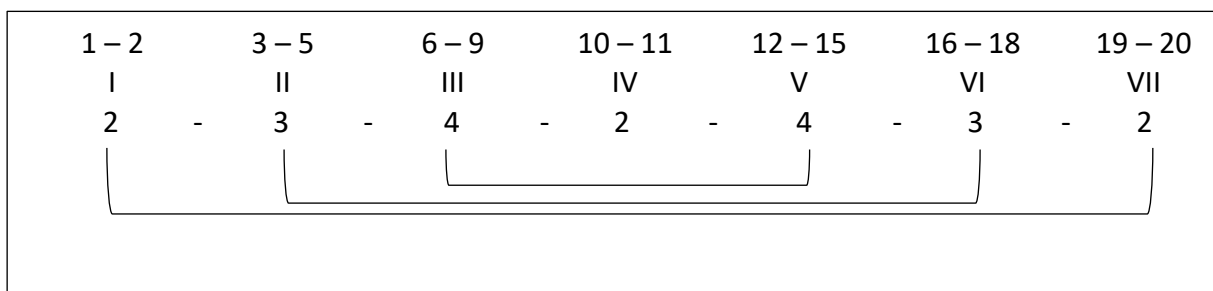 1 – 2 3 – 5 6 – 9 10 – 11 12 – 15 16 – 18 19 – 20
I II III IV V VI VII
2 - 3 - 4 - 2 - 4 - 3 - 2